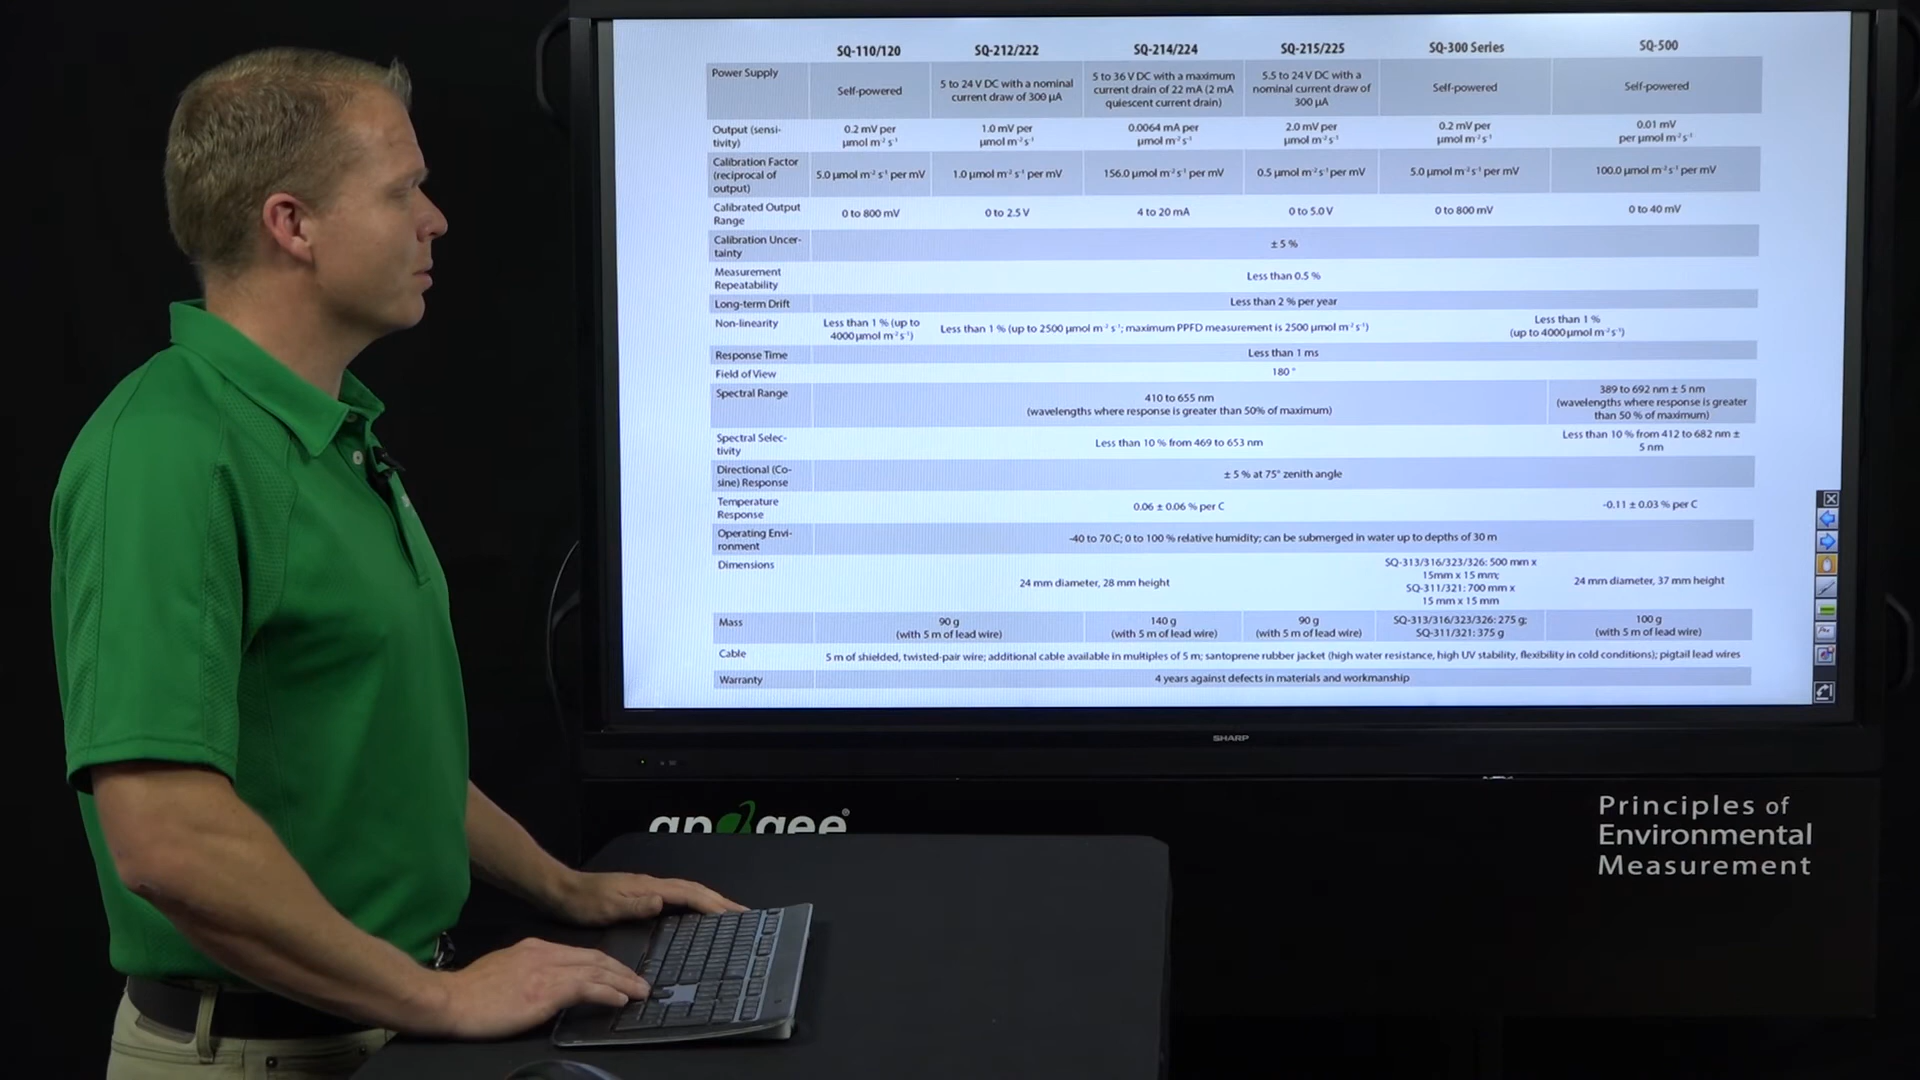 SQ-110/120 SQ-212/222 SQ-214/224 SQ-215/225 SQ-300 Series SQ-500
Power Supply
Self-powered
5 to 24 V DC with a nominal
current draw of 300 µA
5 to 36 V DC with a maximum
current drain of 22 mA (2 mA
quiescent current drain)
5.5 to 24 V DC with a
nominal current draw of
300 µA
Self-powered
Self-powered
Output (sensi-
tivity)
0.2 mV per
µmol m⁻² s⁻¹
1.0 mV per
µmol m⁻² s⁻¹
0.0064 mA per
µmol m⁻² s⁻¹
2.0 mV per
µmol m⁻² s⁻¹
0.2 mV per
µmol m⁻² s⁻¹
0.01 mV
per µmol m⁻² s⁻¹
Calibration Factor
(reciprocal of
output)
5.0 µmol m⁻² s⁻¹ per mV
1.0 µmol m⁻² s⁻¹ per mV
156.0 µmol m⁻² s⁻¹ per mV
0.5 µmol m⁻² s⁻¹ per mV
5.0 µmol m⁻² s⁻¹ per mV
100.0 µmol m⁻² s⁻¹ per mV
Calibrated Output
Range
0 to 800 mV
0 to 2.5 V
4 to 20 mA
0 to 5.0 V
0 to 800 mV
0 to 40 mV
Calibration Uncer-
tainty
± 5 %
Measurement
Repeatability
Less than 0.5 %
Long-term Drift
Less than 2 % per year
Non-linearity
Less than 1 % (up to
4000 µmol m⁻² s⁻¹)
Less than 1 % (up to 2500 µmol m⁻² s⁻¹; maximum PPFD measurement is 2500 µmol m⁻² s⁻¹)
Less than 1 %
(up to 4000 µmol m⁻² s⁻¹)
Response Time
Less than 1 ms
Field of View
180 °
Spectral Range
410 to 655 nm
(wavelengths where response is greater than 50% of maximum)
389 to 692 nm ± 5 nm
(wavelengths where response is greater
than 50 % of maximum)
Spectral Selec-
tivity
Less than 10 % from 469 to 653 nm
Less than 10 % from 412 to 682 nm ±
5 nm
Directional (Co-
sine) Response
± 5 % at 75° zenith angle
Temperature
Response
0.06 ± 0.06 % per C
-0.11 ± 0.03 % per C
Operating Envi-
ronment
-40 to 70 C; 0 to 100 % relative humidity; can be submerged in water up to depths of 30 m
Dimensions
24 mm diameter, 28 mm height
SQ-313/316/323/326: 500 mm x
15mm x 15 mm;
SQ-311/321: 700 mm x
15 mm x 15 mm
24 mm diameter, 37 mm height
Mass
90 g
(with 5 m of lead wire)
140 g
(with 5 m of lead wire)
90 g
(with 5 m of lead wire)
SQ-313/316/323/326: 275 g;
SQ-311/321: 375 g
100 g
(with 5 m of lead wire)
Cable
5 m of shielded, twisted-pair wire; additional cable available in multiples of 5 m; santoprene rubber jacket (high water resistance, high UV stability, flexibility in cold conditions); pigtail lead wires
Warranty
4 years against defects in materials and workmanship
SHARP
apogee®
Principles of
Environmental
Measurement